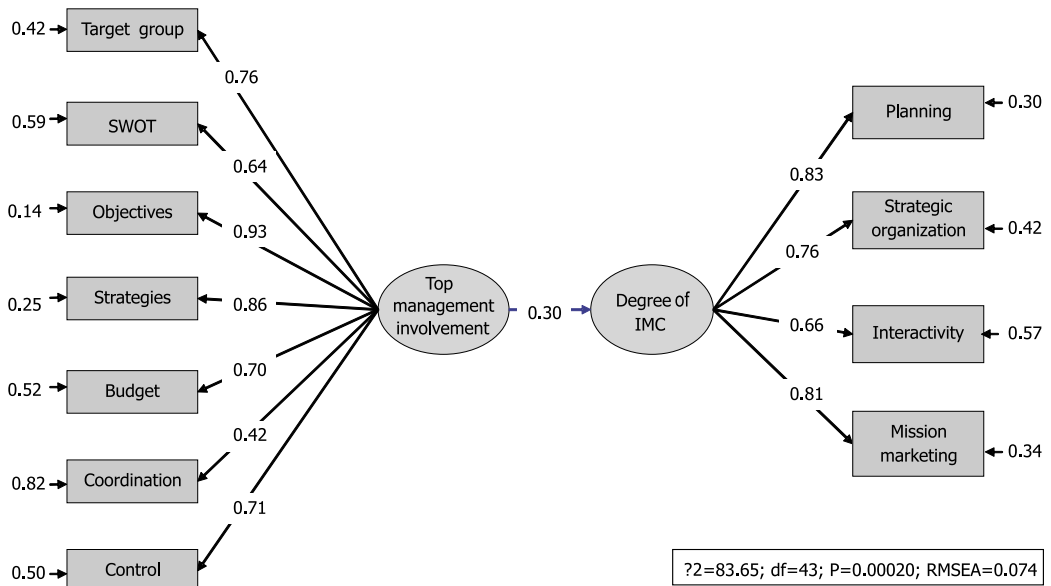 0.42
Target group
0.76
0.59
SWOT
0.64
0.14
Objectives
0.93
0.25
Strategies
0.86
0.52
Budget
0.70
0.82
Coordination
0.42
0.50
Control
0.71
Top
management
involvement
0.30
Degree of
IMC
0.83
Planning
0.30
0.76
Strategic
organization
0.42
0.66
Interactivity
0.57
0.81
Mission
marketing
0.34
?2=83.65; df=43; P=0.00020; RMSEA=0.074